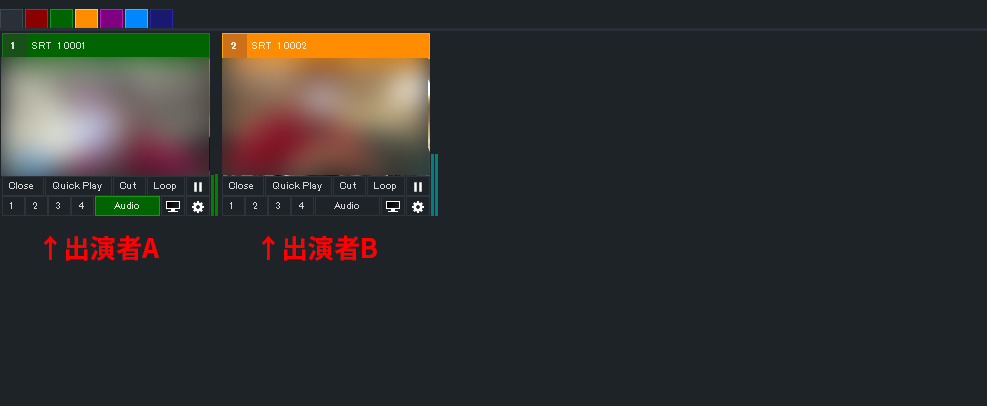 1 SRT 10001
2 SRT 10002
Close Quick Play Cut Loop
Close Quick Play Cut Loop
1 2 3 4 Audio
1 2 3 4 Audio
↑出演者A
↑出演者B